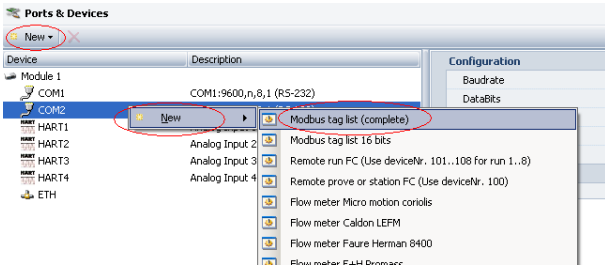 Ports & Devices
New
Device Description
Configuration
Module 1
Baudrate
COM1 COM1:9600,n,8,1 (RS-232)
DataBits
COM2
New
Modbus tag list (complete)
HART1
HART2 Analog Input 2
Modbus tag list 16 bits
HART3 Analog Input 3
Remote run FC (Use deviceNr. 101..108 for run 1..8)
HART4 Analog Input 4
Remote prove or station FC (Use deviceNr. 100)
ETH
Flow meter Micro motion coriolis
Flow meter Caldon LEFM
Flow meter Faure Herman 8400
Flow meter E+H Promass